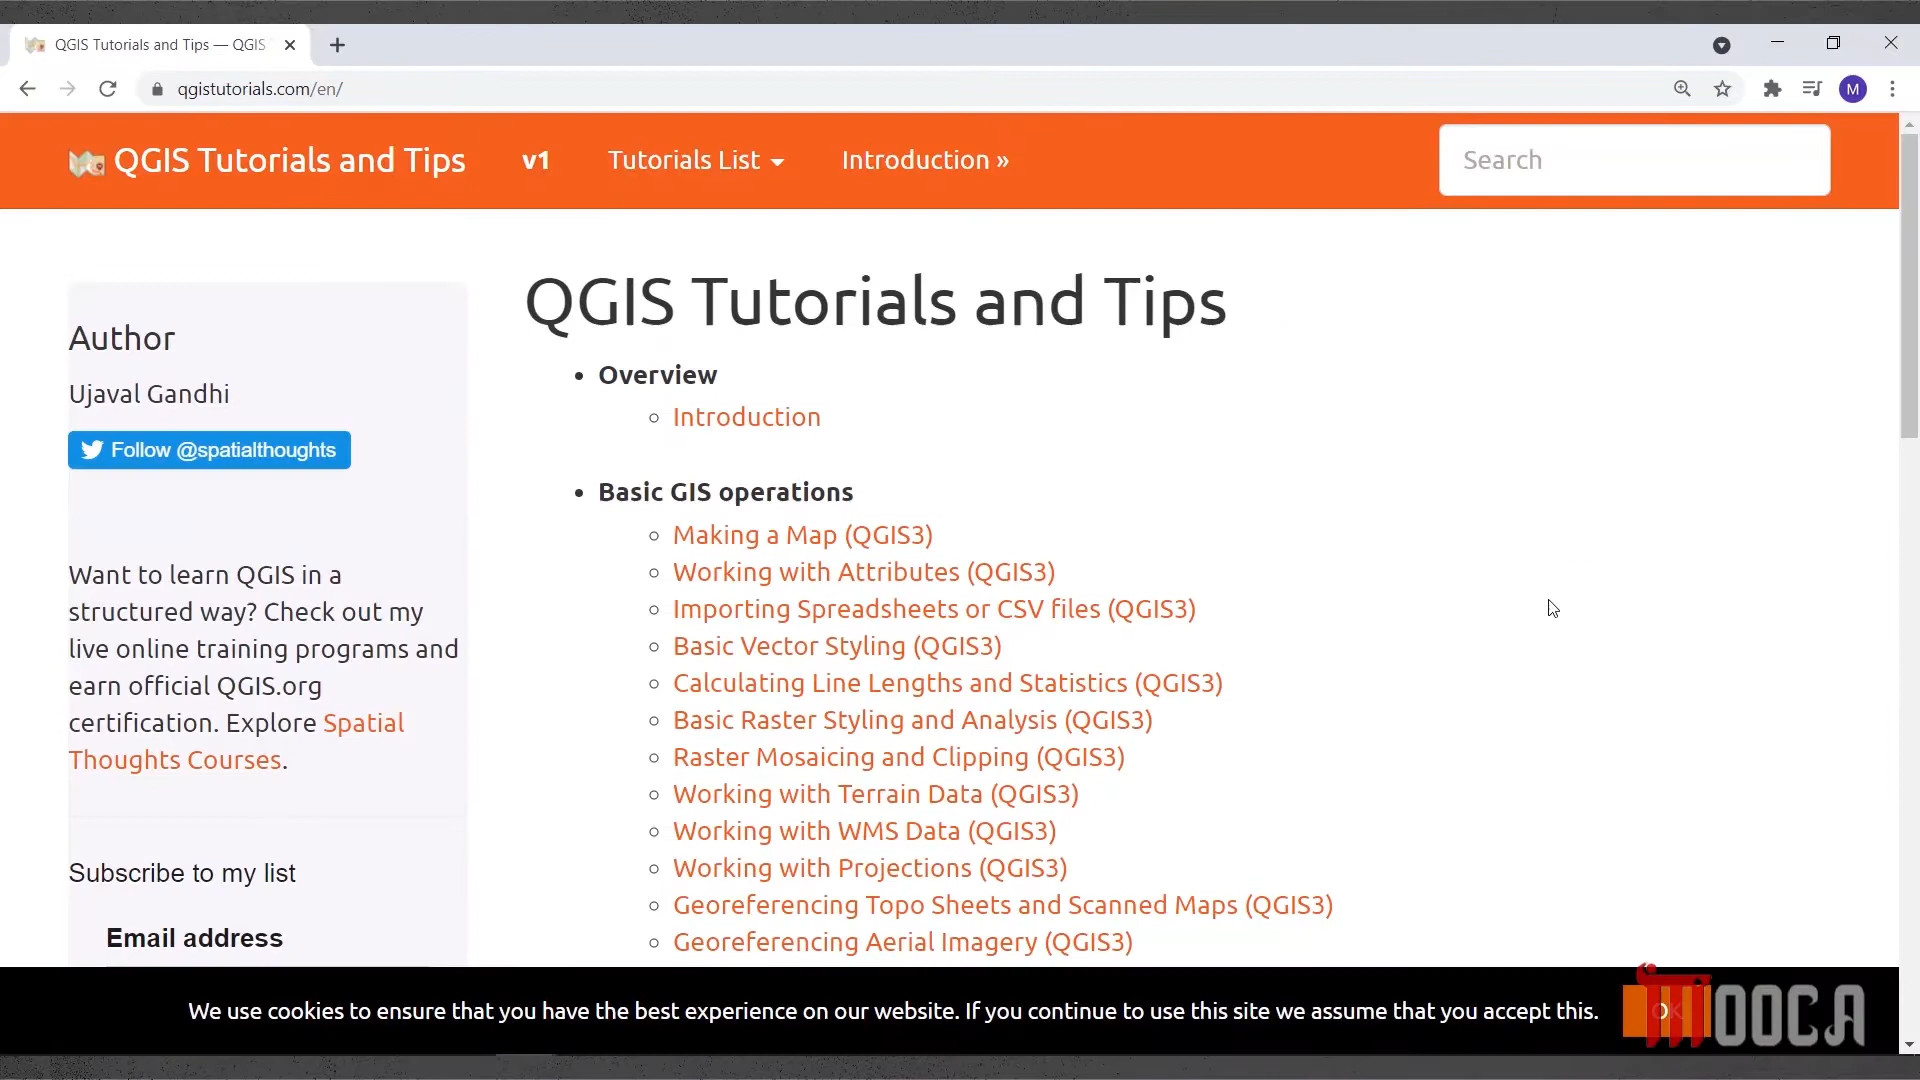 QGIS Tutorials and Tips — QGIS
qgistutorials.com/en/
M
QGIS Tutorials and Tips
v1
Tutorials List
Introduction »
Search
Author
Ujaval Gandhi
Follow @spatialthoughts
Want to learn QGIS in a
structured way? Check out my
live online training programs and
earn official QGIS.org
certification. Explore Spatial
Thoughts Courses.
Subscribe to my list
Email address
QGIS Tutorials and Tips
Overview
Introduction
Basic GIS operations
Making a Map (QGIS3)
Working with Attributes (QGIS3)
Importing Spreadsheets or CSV files (QGIS3)
Basic Vector Styling (QGIS3)
Calculating Line Lengths and Statistics (QGIS3)
Basic Raster Styling and Analysis (QGIS3)
Raster Mosaicing and Clipping (QGIS3)
Working with Terrain Data (QGIS3)
Working with WMS Data (QGIS3)
Working with Projections (QGIS3)
Georeferencing Topo Sheets and Scanned Maps (QGIS3)
Georeferencing Aerial Imagery (QGIS3)
We use cookies to ensure that you have the best experience on our website. If you continue to use this site we assume that you accept this.
OK
MOOCA